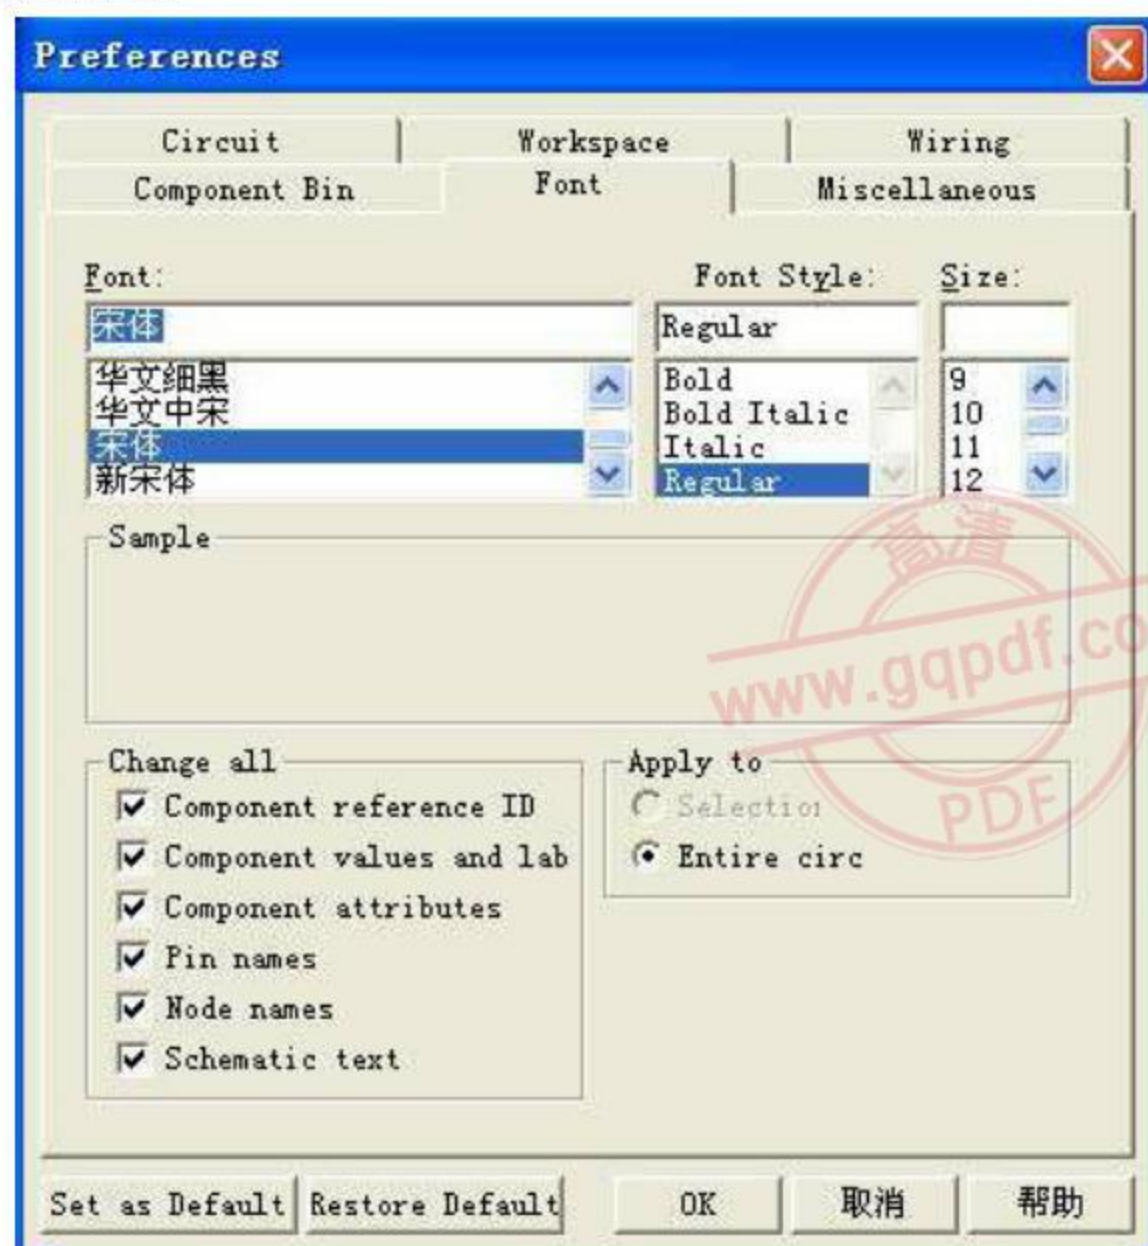 Preferences
Circuit Workspace Wiring
Component Bin Font Miscellaneous
Font: Font Style: Size:
宋体 Regular
华文细黑 Bold 9
华文中宋 Bold Italic 10
宋体 Italic 11
新宋体 Regular 12
Sample
高清
www.gqpdf.co
PDF
Change all Apply to
Component reference ID Selection
Component values and lab Entire circ
Component attributes
Pin names
Node names
Schematic text
Set as Default Restore Default OK 取消 帮助